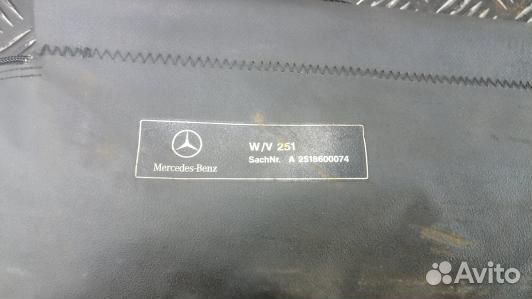 W/V 251
SachNr. A 2518600074
Mercedes-Benz
Avito